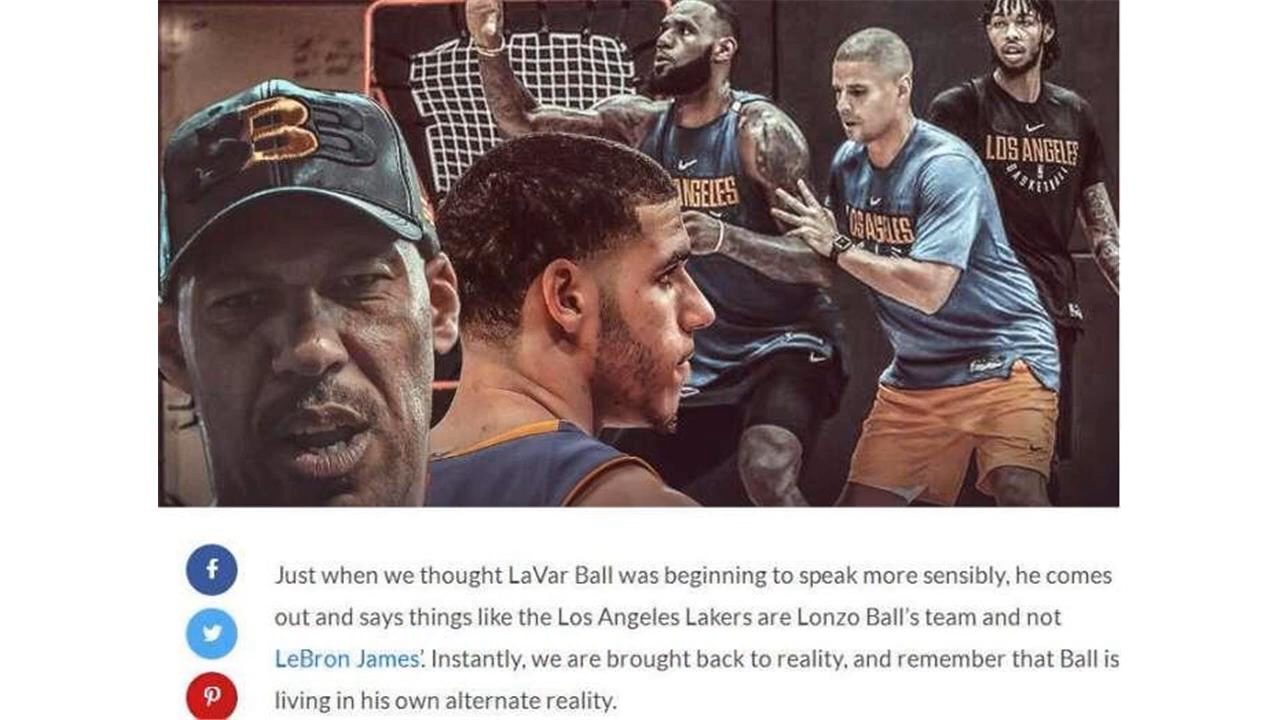 BB
ANGELES
LOS ANGELES
LOS ANGELES
BASKETBALL
f
Just when we thought LaVar Ball was beginning to speak more sensibly, he comes
out and says things like the Los Angeles Lakers are Lonzo Ball's team and not
LeBron James'. Instantly, we are brought back to reality, and remember that Ball is
living in his own alternate reality.